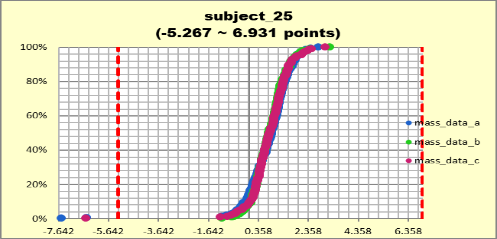 subject_25
(-5.267 ~ 6.931 points)
100%
80%
60%
40%
20%
0%
mass_data_a
mass_data_b
mass_data_c
-7.642 -5.642 -3.642 -1.642 0.358 2.358 4.358 6.358